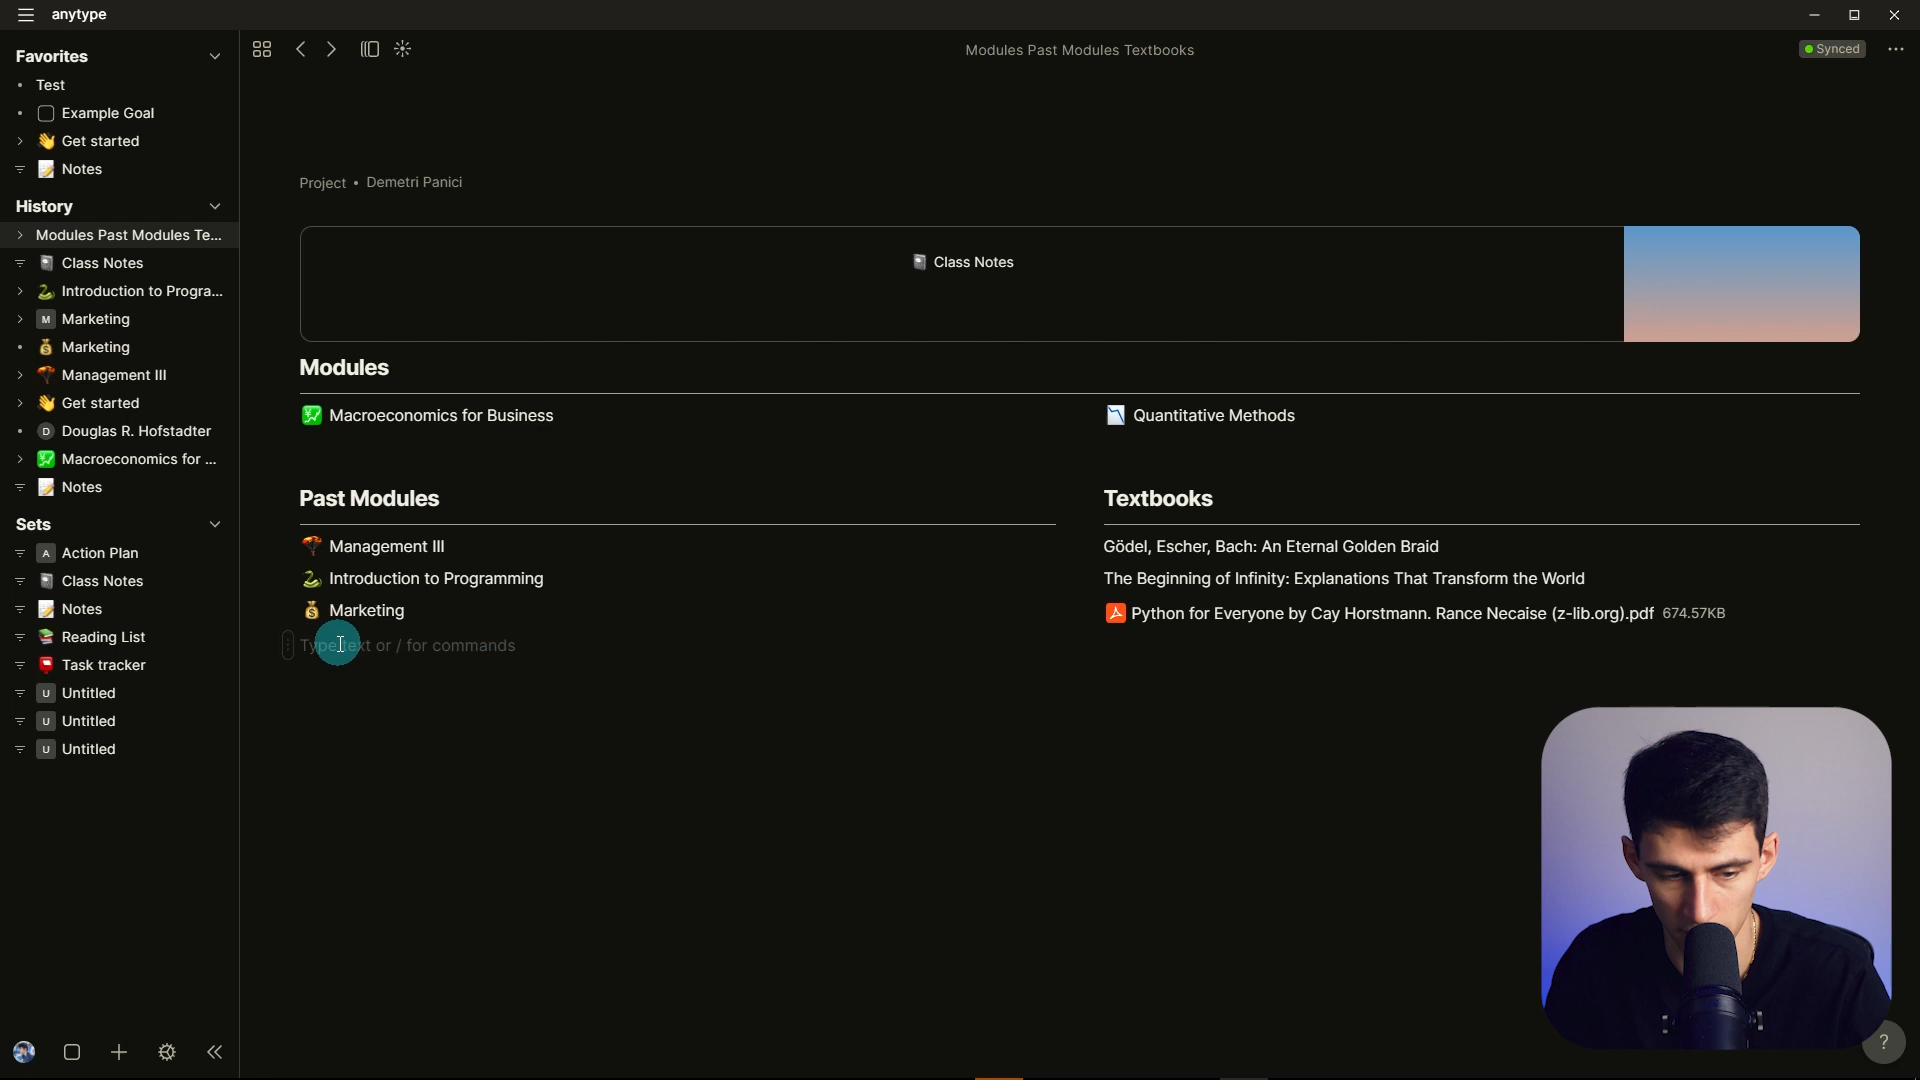 anytype
Favorites
Test
Example Goal
Get started
Notes
History
Modules Past Modules Te...
Class Notes
Introduction to Progra...
M Marketing
Marketing
Management III
Get started
D Douglas R. Hofstadter
Macroeconomics for ...
Notes
Sets
A Action Plan
Class Notes
Notes
Reading List
Task tracker
U Untitled
U Untitled
U Untitled
Modules Past Modules Textbooks
Synced
Project • Demetri Panici
Class Notes
Modules
Macroeconomics for Business
Quantitative Methods
Past Modules
Management III
Introduction to Programming
Marketing
Type text or / for commands
Textbooks
Gödel, Escher, Bach: An Eternal Golden Braid
The Beginning of Infinity: Explanations That Transform the World
Python for Everyone by Cay Horstmann. Rance Necaise (z-lib.org).pdf 674.57KB
?